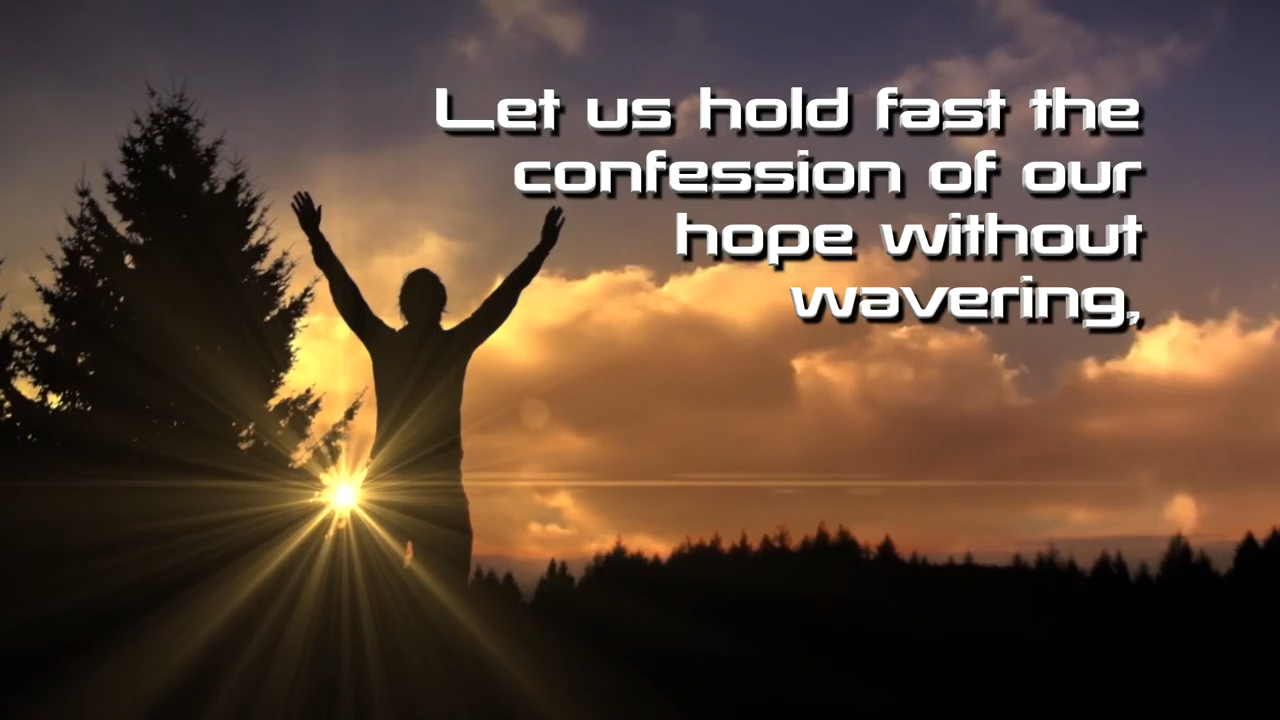 Let us hold fast the
confession of our
hope without
wavering,